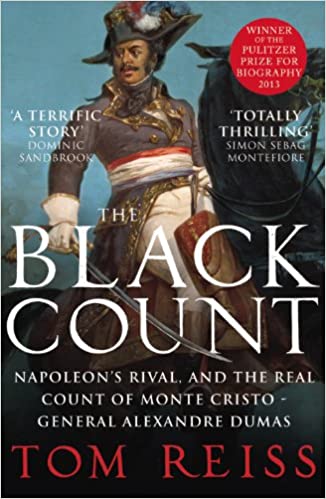 WINNER
OF THE
PULITZER
PRIZE FOR
BIOGRAPHY
2013
'A TERRIFIC
STORY'
DOMINIC
SANDBROOK
'TOTALLY
THRILLING'
SIMON SEBAG
MONTEFIORE
THE
BLACK
COUNT
NAPOLEON'S RIVAL, AND THE REAL
COUNT OF MONTE CRISTO -
GENERAL ALEXANDRE DUMAS
TOM REISS